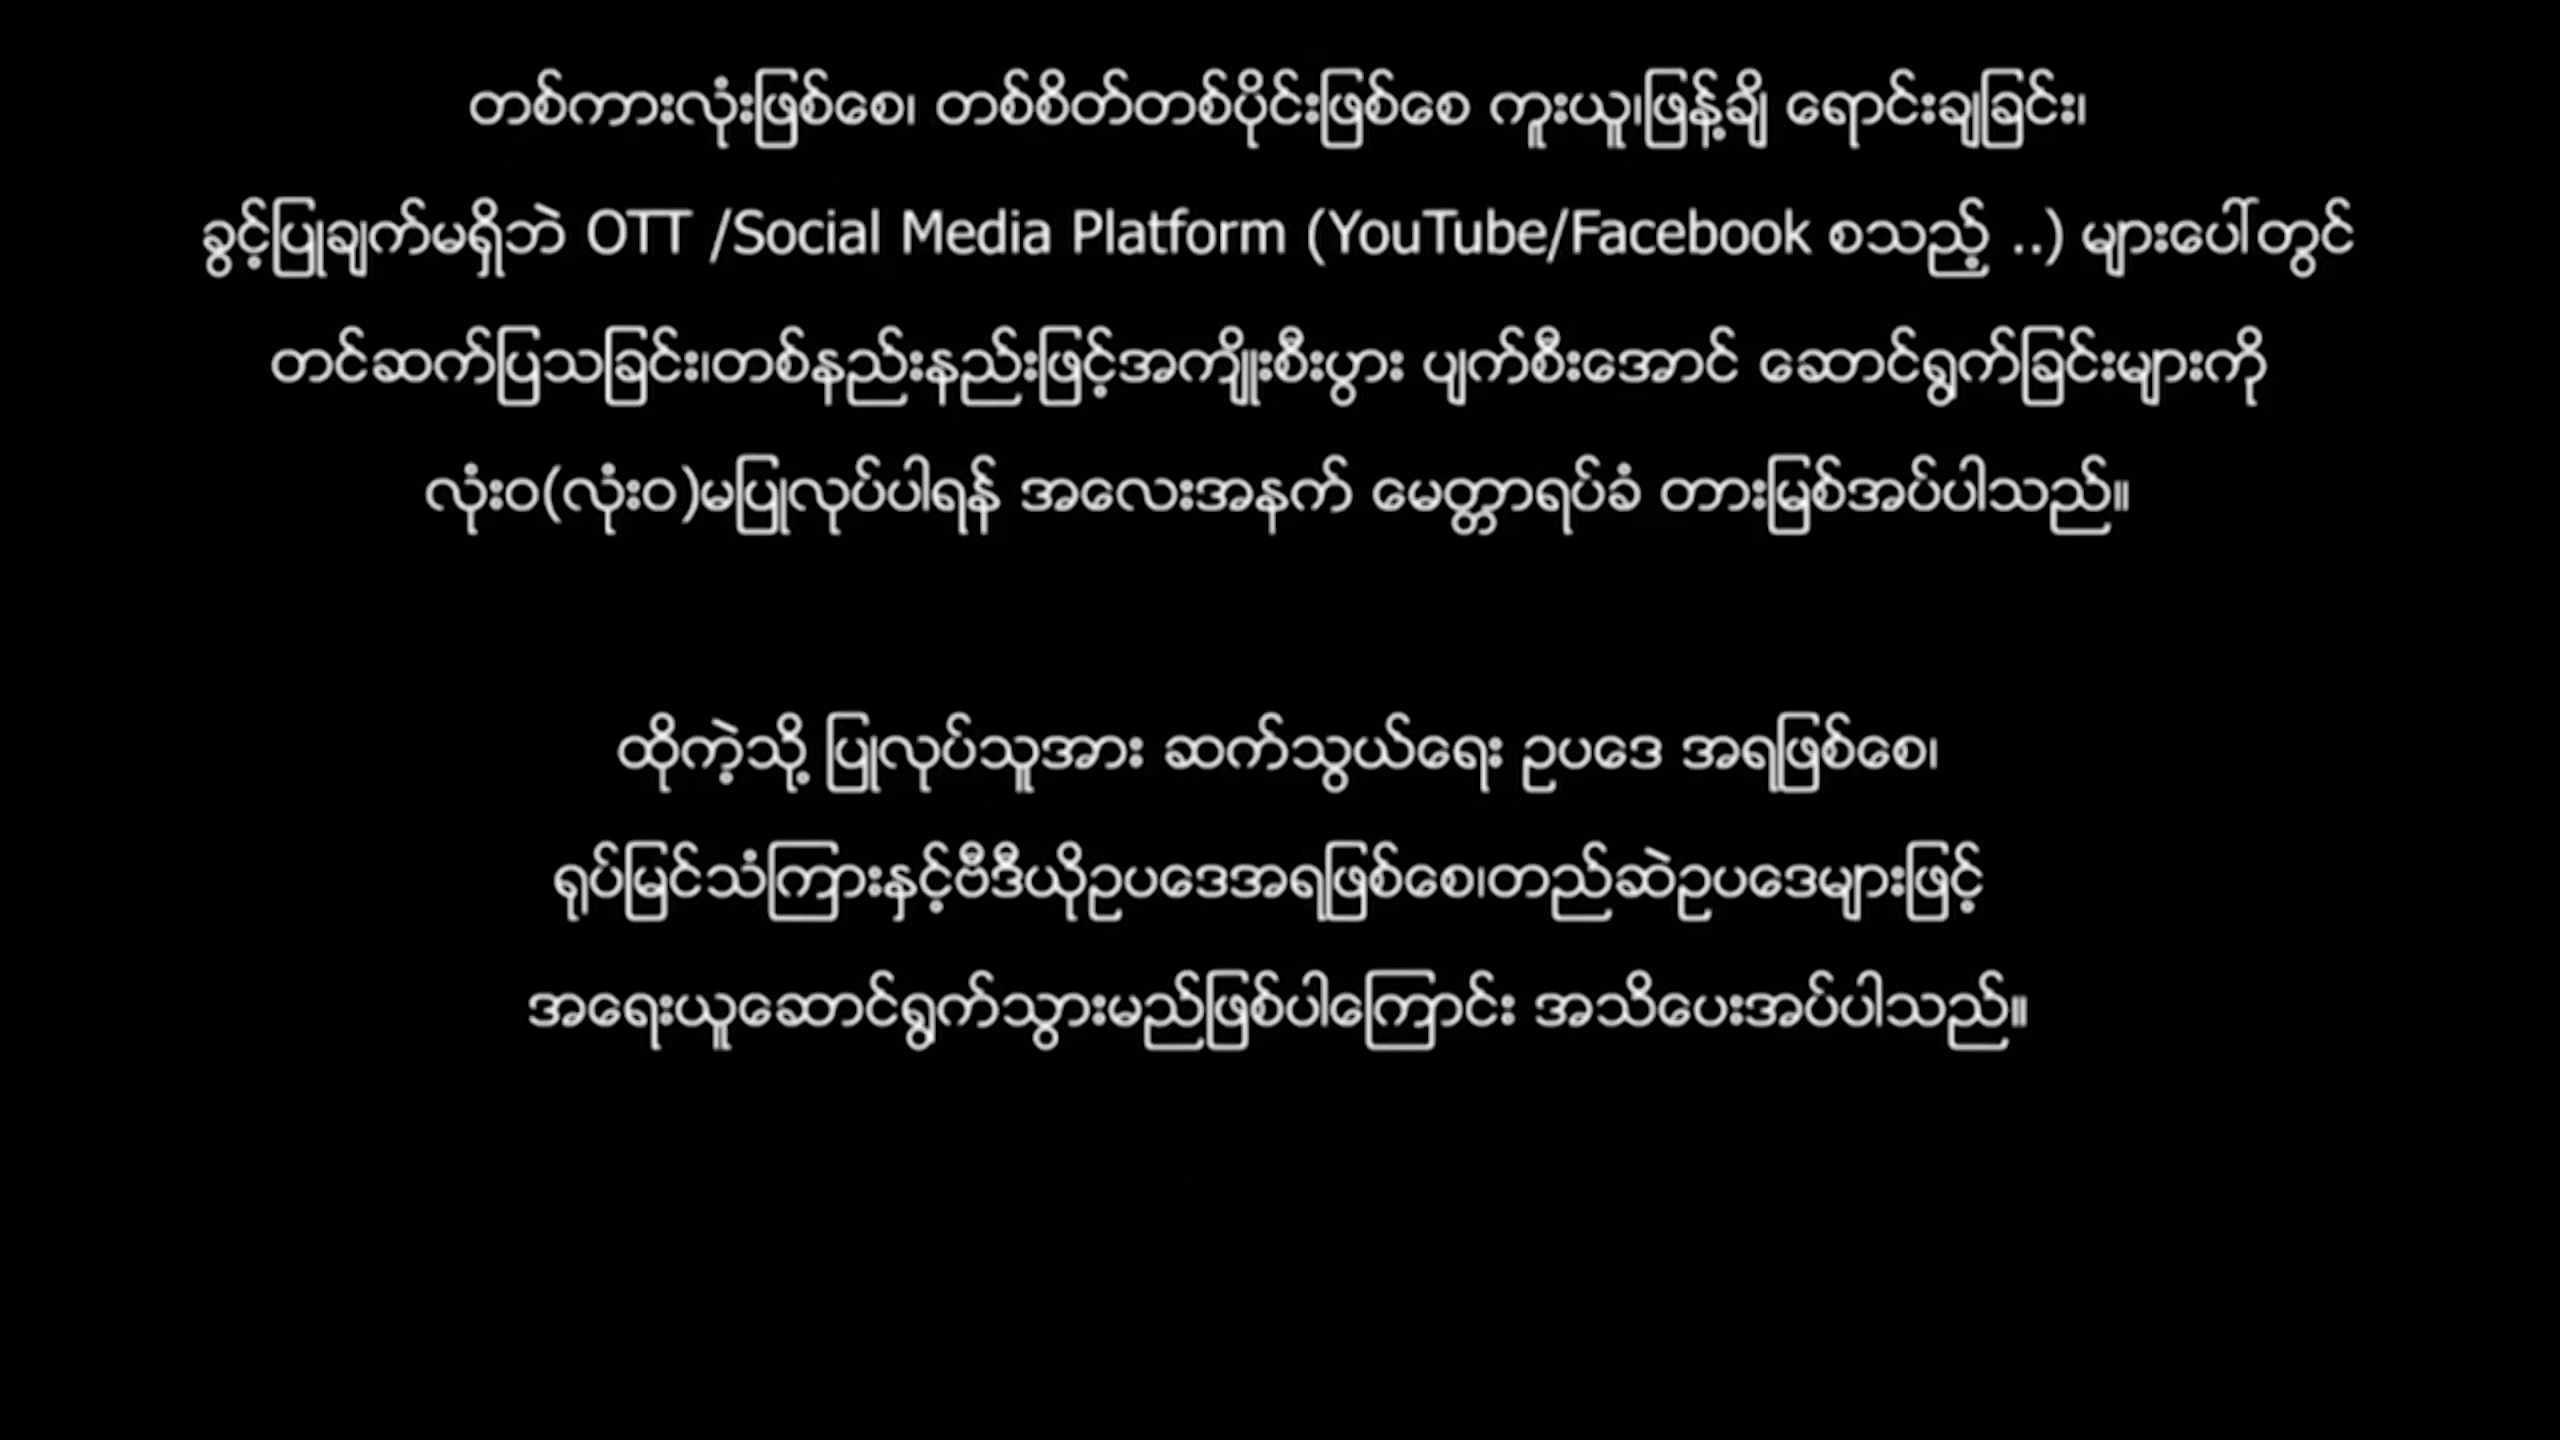 တစ်ကားလုံးဖြစ်စေ၊ တစ်စိတ်တစ်ပိုင်းဖြစ်စေ ကူးယူ၊ဖြန့်ချိ ရောင်းချခြင်း၊
ခွင့်ပြုချက်မရှိဘဲ OTT /Social Media Platform (YouTube/Facebook စသည့် ..) များပေါ်တွင်
တင်ဆက်ပြသခြင်း၊တစ်နည်းနည်းဖြင့်အကျိုးစီးပွား ပျက်စီးအောင် ဆောင်ရွက်ခြင်းများကို
လုံးဝ(လုံးဝ)မပြုလုပ်ပါရန် အလေးအနက် မေတ္တာရပ်ခံ တားမြစ်အပ်ပါသည်။
ထိုကဲ့သို့ ပြုလုပ်သူအား ဆက်သွယ်ရေး ဥပဒေ အရဖြစ်စေ၊
ရုပ်မြင်သံကြားနှင့်ဗီဒီယိုဥပဒေအရဖြစ်စေ၊တည်ဆဲဥပဒေများဖြင့်
အရေးယူဆောင်ရွက်သွားမည်ဖြစ်ပါကြောင်း အသိပေးအပ်ပါသည်။